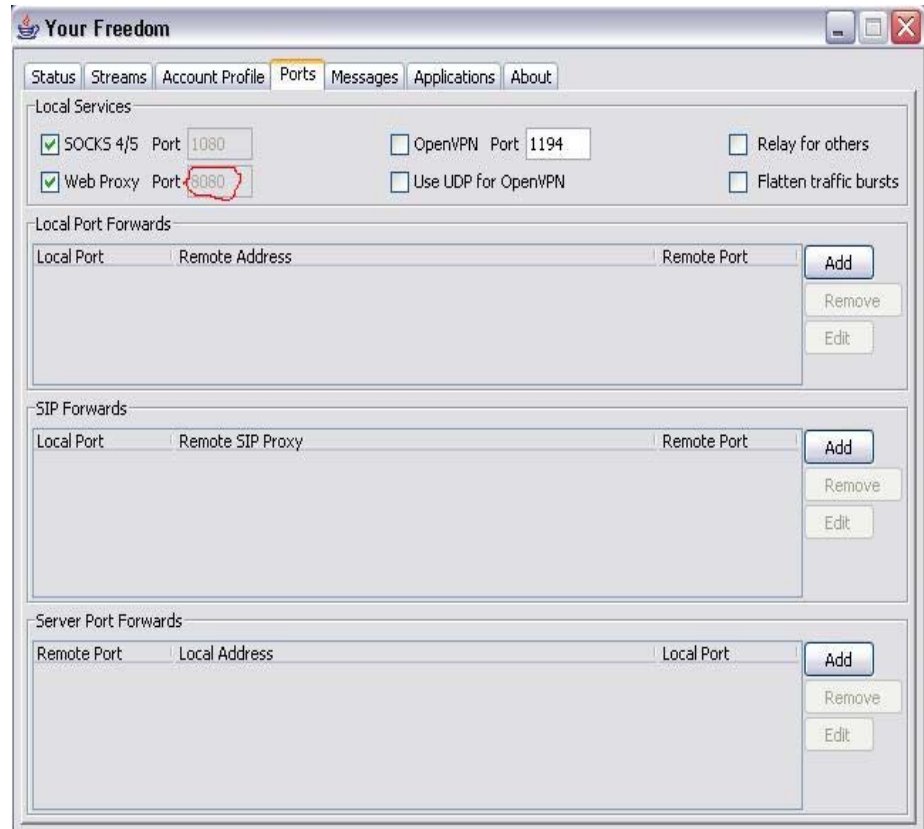 Your Freedom
Status Streams Account Profile Ports Messages Applications About
Local Services
SOCKS 4/5 Port 1080 OpenVPN Port 1194 Relay for others
Web Proxy Port 8080 Use UDP for OpenVPN Flatten traffic bursts
Local Port Forwards
Local Port Remote Address Remote Port Add
Remove
Edit
SIP Forwards
Local Port Remote SIP Proxy Remote Port Add
Remove
Edit
Server Port Forwards
Remote Port Local Address Local Port Add
Remove
Edit